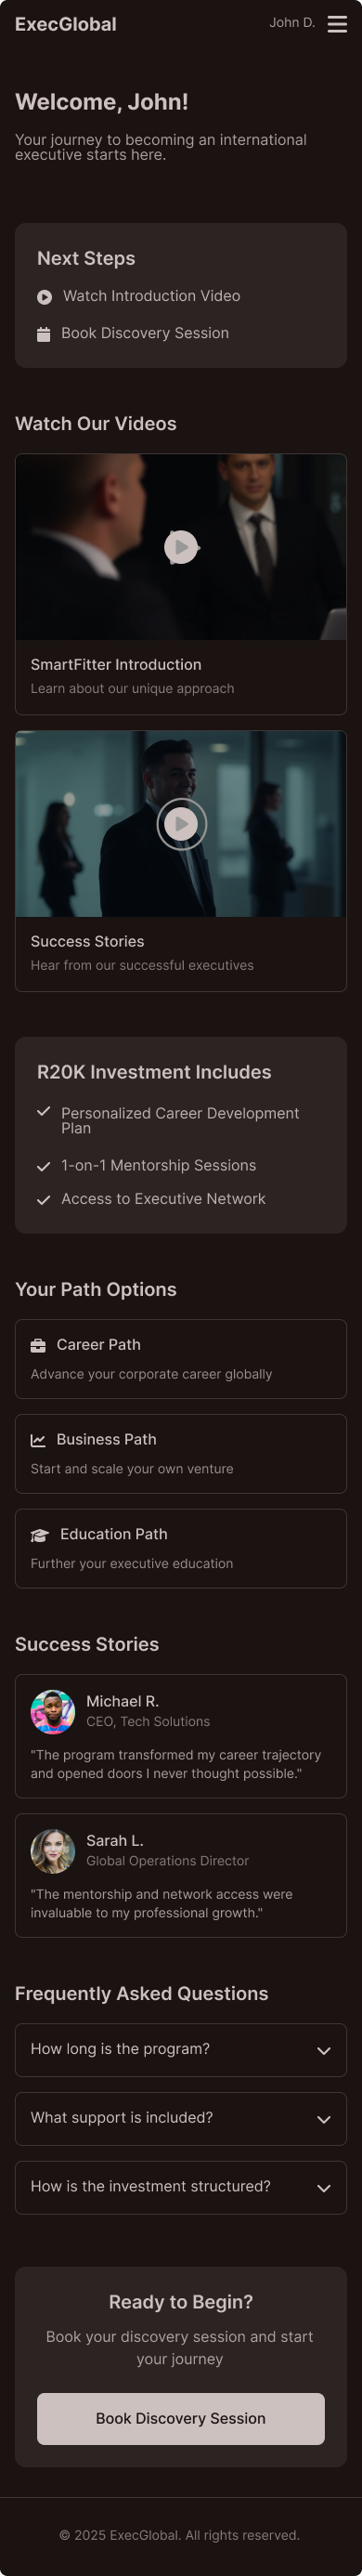 ExecGlobal
John D.
Welcome, John!
Your journey to becoming an international
executive starts here.
Next Steps
Watch Introduction Video
Book Discovery Session
Watch Our Videos
SmartFitter Introduction
Learn about our unique approach
Success Stories
Hear from our successful executives
R20K Investment Includes
Personalized Career Development
Plan
1-on-1 Mentorship Sessions
Access to Executive Network
Your Path Options
Career Path
Advance your corporate career globally
Business Path
Start and scale your own venture
Education Path
Further your executive education
Success Stories
Michael R.
CEO, Tech Solutions
"The program transformed my career trajectory
and opened doors I never thought possible."
Sarah L.
Global Operations Director
"The mentorship and network access were
invaluable to my professional growth."
Frequently Asked Questions
How long is the program?
What support is included?
How is the investment structured?
Ready to Begin?
Book your discovery session and start
your journey
Book Discovery Session
© 2025 ExecGlobal. All rights reserved.